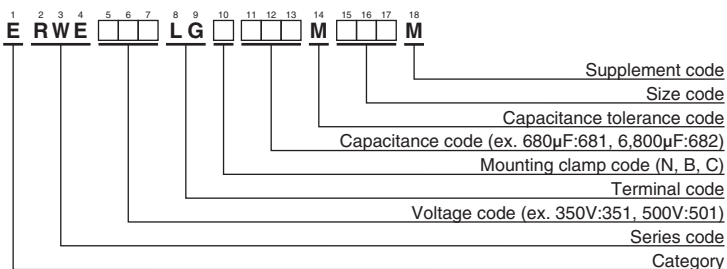 1 2 3 4 5 6 7 8 9 10 11 12 13 14 15 16 17 18
E RWE □□□ LG □ □□□ M □□□ M
Supplement code
Size code
Capacitance tolerance code
Capacitance code (ex. 680μF:681, 6,800μF:682)
Mounting clamp code (N, B, C)
Terminal code
Voltage code (ex. 350V:351, 500V:501)
Series code
Category